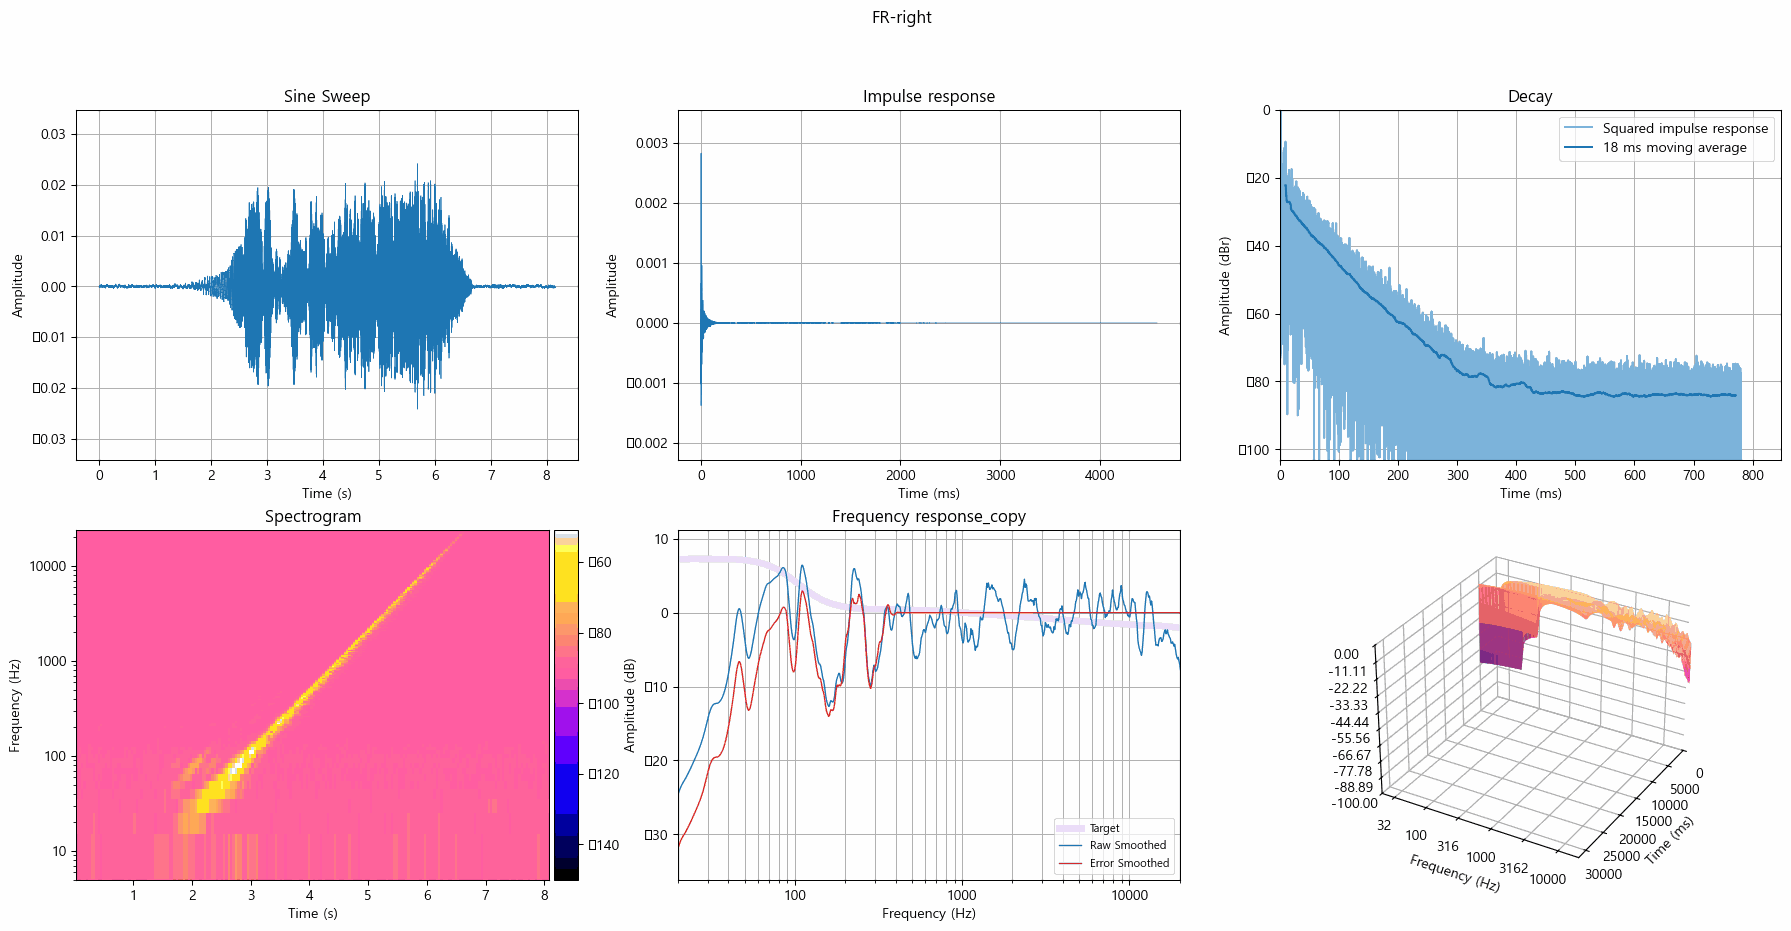 FR-right
Sine Sweep
0.03
0.02
0.01
0.00
▯0.01
▯0.02
▯0.03
Amplitude
0 1 2 3 4 5 6 7 8
Time (s)
Impulse response
0.003
0.002
0.001
0.000
▯0.001
▯0.002
Amplitude
0 1000 2000 3000 4000
Time (ms)
Decay
Squared impulse response
18 ms moving average
0
▯20
▯40
▯60
▯80
▯100
Amplitude (dBr)
0 100 200 300 400 500 600 700 800
Time (ms)
Spectrogram
10000
1000
100
10
Frequency (Hz)
1 2 3 4 5 6 7 8
Time (s)
▯60
▯80
▯100
▯120
▯140
Frequency response_copy
10
0
▯10
▯20
▯30
Amplitude (dB)
Target
Raw Smoothed
Error Smoothed
100 1000 10000
Frequency (Hz)
0.00
-11.11
-22.22
-33.33
-44.44
-55.56
-66.67
-77.78
-88.89
-100.00
32 100 316 1000 3162 10000
Frequency (Hz)
0 5000 10000 15000 20000 25000 30000
Time (ms)